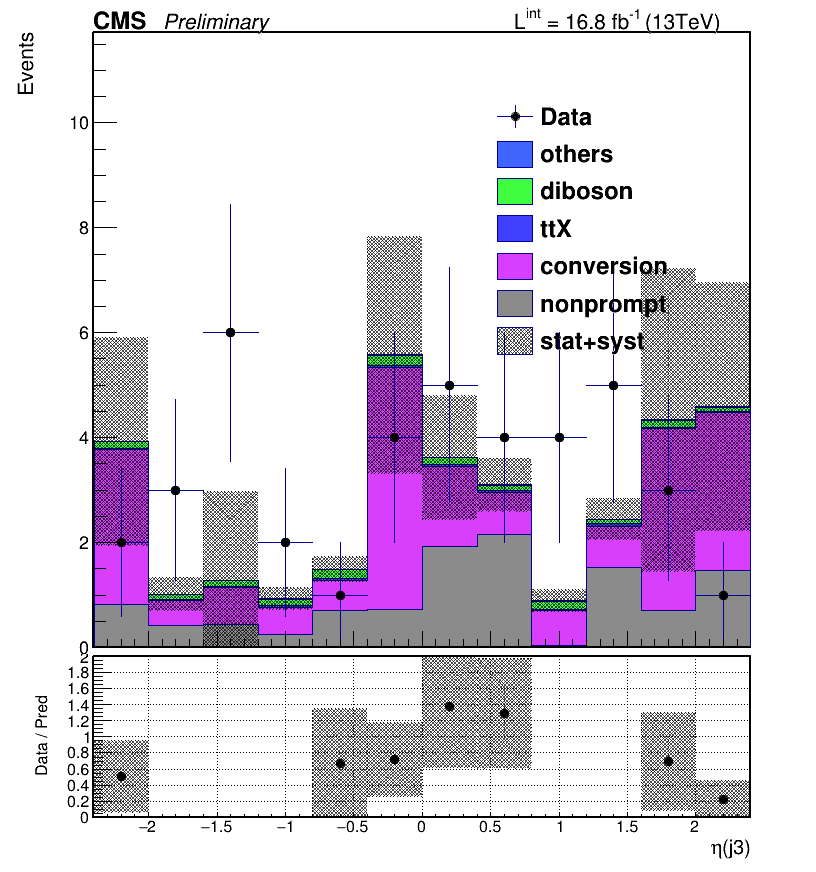 CMS Preliminary L^int = 16.8 fb^-1 (13TeV)
Events
10
8
6
4
2
0
Data
others
diboson
ttX
conversion
nonprompt
stat+syst
Data / Pred
2
1.8
1.6
1.4
1.2
1
0.8
0.6
0.4
0.2
0
−2 −1.5 −1 −0.5 0 0.5 1 1.5 2
η(j3)